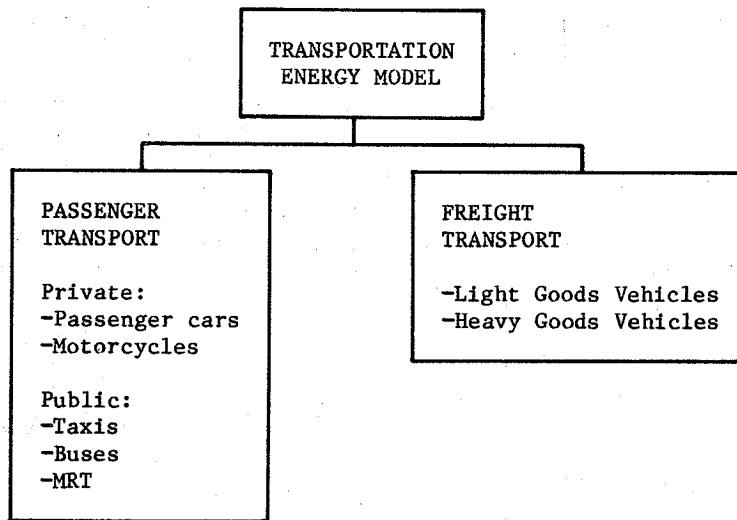 TRANSPORTATION
ENERGY MODEL
PASSENGER
TRANSPORT
Private:
-Passenger cars
-Motorcycles
Public:
-Taxis
-Buses
-MRT
FREIGHT
TRANSPORT
-Light Goods Vehicles
-Heavy Goods Vehicles